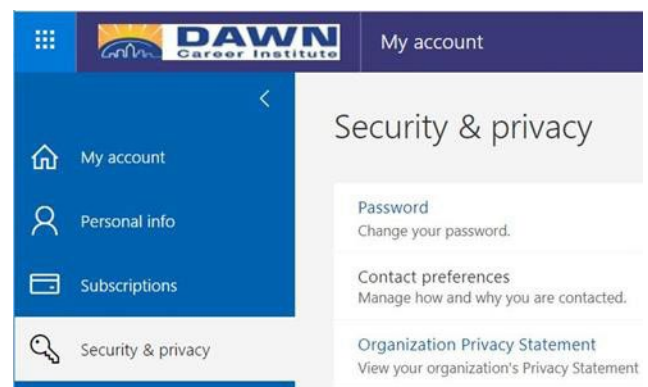 DAWN
Career Institute
My account
My account
Personal info
Subscriptions
Security & privacy
Security & privacy
Password
Change your password.
Contact preferences
Manage how and why you are contacted.
Organization Privacy Statement
View your organization's Privacy Statement